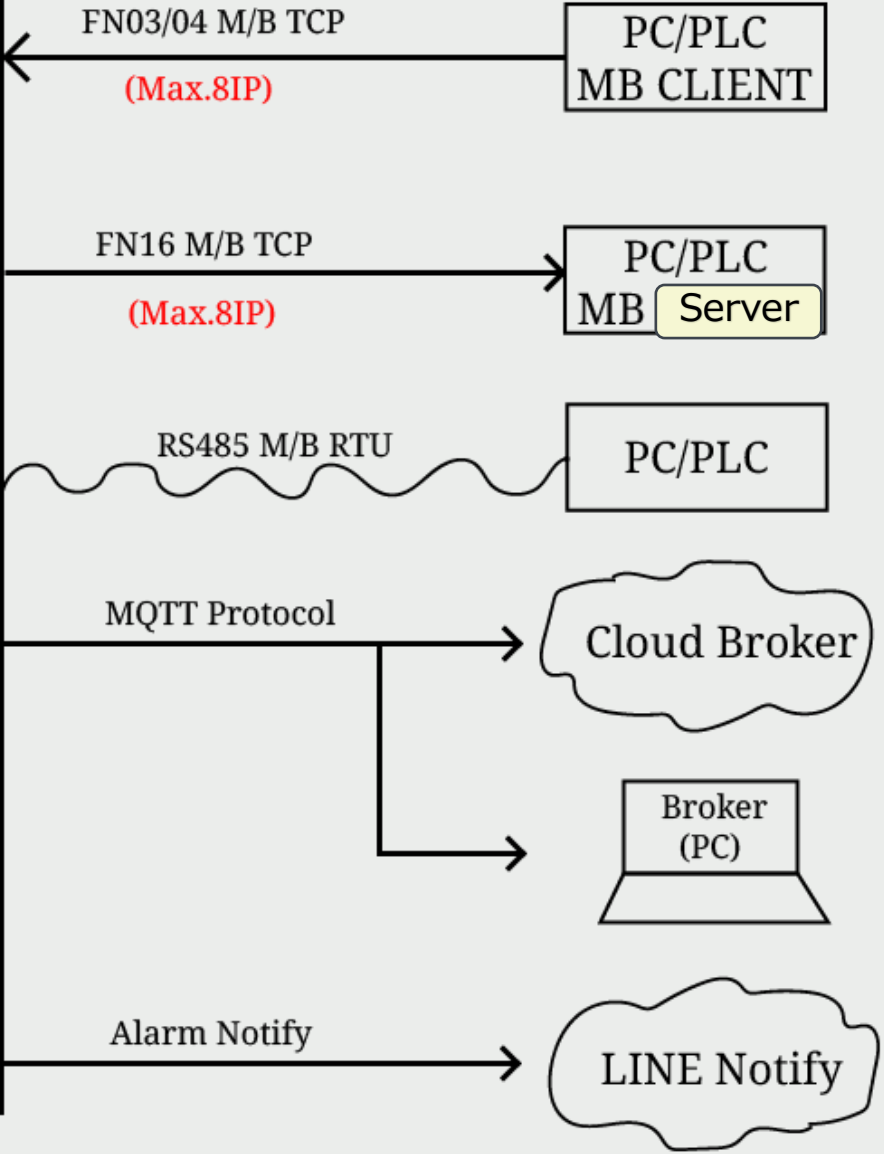 FN03/04 M/B TCP
(Max.8IP)
PC/PLC
MB CLIENT
FN16 M/B TCP
(Max.8IP)
PC/PLC
MB Server
RS485 M/B RTU
PC/PLC
MQTT Protocol
Cloud Broker
Broker
(PC)
Alarm Notify
LINE Notify